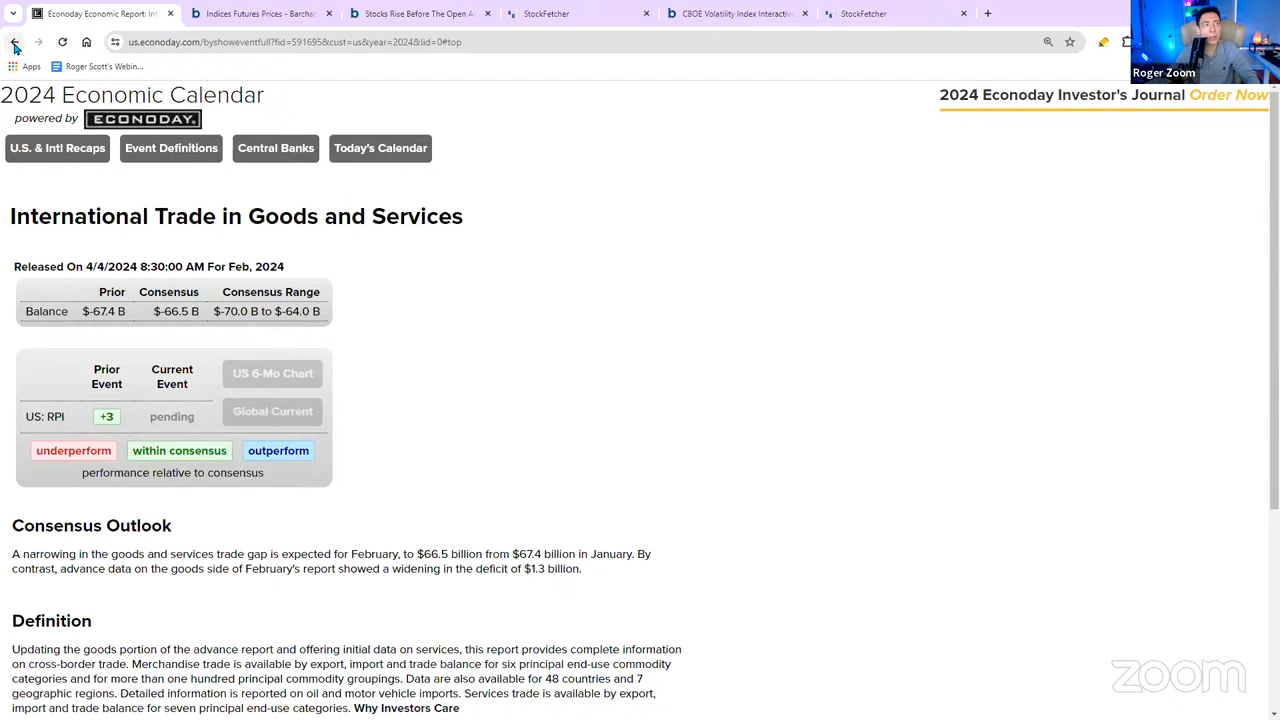 Econoday Economic Report: Int
Indices Futures Prices - Barchar
Stocks Rise Before The Open A
StockFetcher
CBOE Volatility Index Interactiv
StockFetcher
us.econoday.com/byshoweventfull?fid=591695&cust=us&year=2024&lid=0#top
Apps
Roger Scott's Webin...
Roger Zoom
2024 Economic Calendar
powered by ECONODAY.
2024 Econoday Investor's Journal Order Now
U.S. & Intl Recaps
Event Definitions
Central Banks
Today's Calendar
International Trade in Goods and Services
Released On 4/4/2024 8:30:00 AM For Feb, 2024
Prior Consensus Consensus Range
Balance $-67.4 B $-66.5 B $-70.0 B to $-64.0 B
Prior Event
Current Event
US 6-Mo Chart
Global Current
US: RPI +3 pending
underperform within consensus outperform
performance relative to consensus
Consensus Outlook
A narrowing in the goods and services trade gap is expected for February, to $66.5 billion from $67.4 billion in January. By
contrast, advance data on the goods side of February's report showed a widening in the deficit of $1.3 billion.
Definition
Updating the goods portion of the advance report and offering initial data on services, this report provides complete information
on cross-border trade. Merchandise trade is available by export, import and trade balance for six principal end-use commodity
categories and for more than one hundred principal commodity groupings. Data are also available for 48 countries and 7
geographic regions. Detailed information is reported on oil and motor vehicle imports. Services trade is available by export,
import and trade balance for seven principal end-use categories. Why Investors Care
zoom